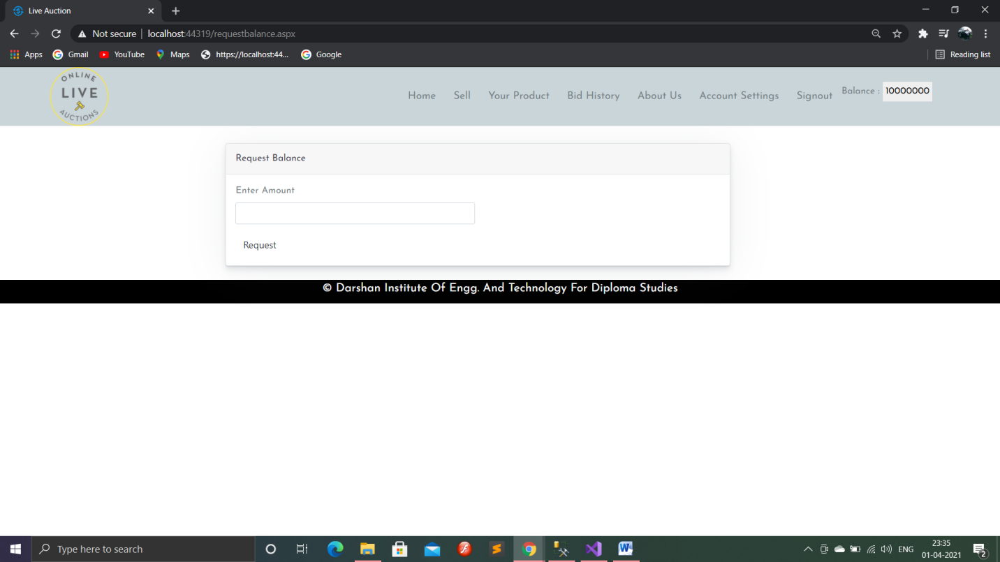 Live Auction
Not secure | localhost:44319/requestbalance.aspx
Apps Gmail YouTube Maps https://localhost:44... Google Reading list
ONLINE
LIVE
AUCTIONS
Home Sell Your Product Bid History About Us Account Settings Signout Balance : 10000000
Request Balance
Enter Amount
Request
© Darshan Institute Of Engg. And Technology For Diploma Studies
Type here to search
ENG
23:35
01-04-2021
2